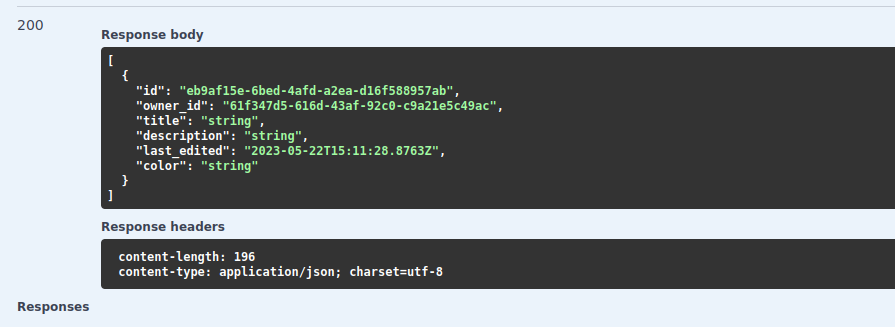 200
Response body
[
  {
    "id": "eb9af15e-6bed-4afd-a2ea-d16f588957ab",
    "owner_id": "61f347d5-616d-43af-92c0-c9a21e5c49ac",
    "title": "string",
    "description": "string",
    "last_edited": "2023-05-22T15:11:28.8763Z",
    "color": "string"
  }
]
Response headers
content-length: 196
content-type: application/json; charset=utf-8
Responses